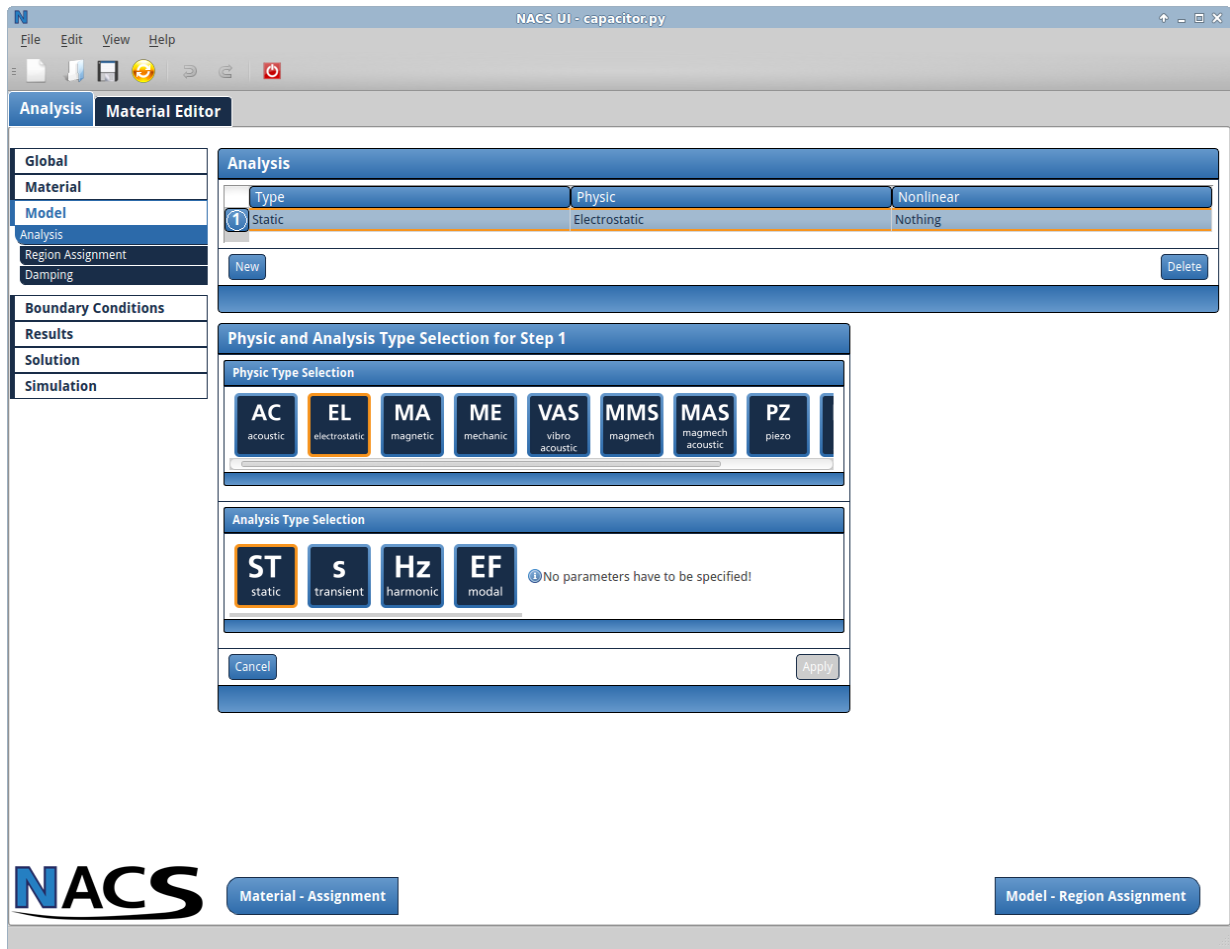 N NACS UI - capacitor.py
File Edit View Help
Analysis Material Editor
Global
Material
Model
Analysis
Region Assignment
Damping
Boundary Conditions
Results
Solution
Simulation
Analysis
Type Physic Nonlinear
1 Static Electrostatic Nothing
New Delete
Physic and Analysis Type Selection for Step 1
Physic Type Selection
AC EL MA ME VAS MMS MAS PZ
acoustic electrostatic magnetic mechanic vibro acoustic magmech magmech acoustic piezo
Analysis Type Selection
ST s Hz EF
static transient harmonic modal
No parameters have to be specified!
Cancel Apply
NACS
Material - Assignment Model - Region Assignment